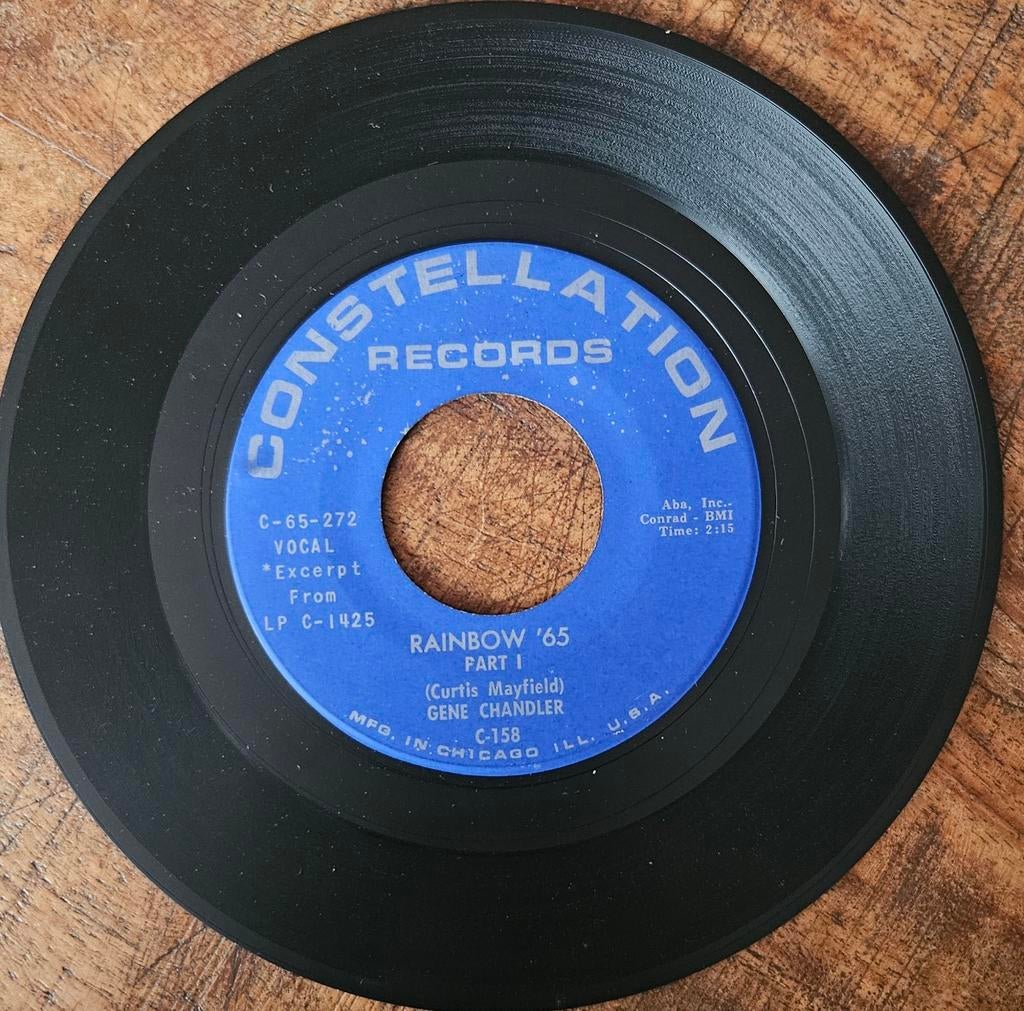 CONSTELLATION
RECORDS
C-65-272
VOCAL
*Excerpt
From
LP C-1425
Aba, Inc.-
Conrad - BMI
Time: 2:15
RAINBOW '65
PART I
(Curtis Mayfield)
GENE CHANDLER
C-158
MFG. IN CHICAGO ILL. U.S.A.